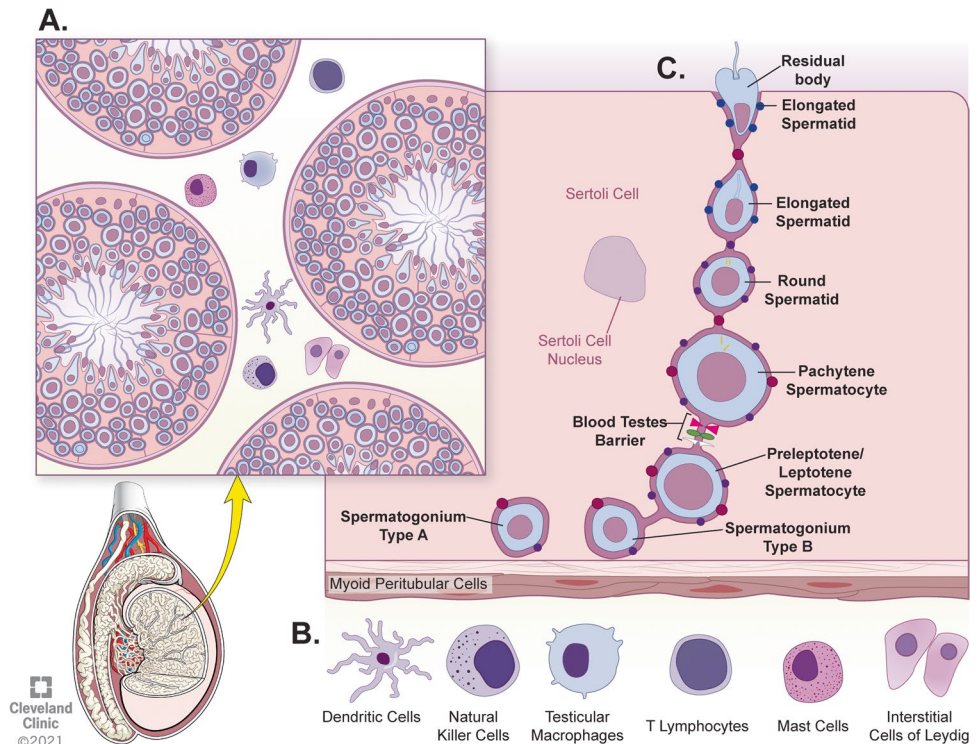 A.
C.
Residual
body
Elongated
Spermatid
Sertoli Cell
Elongated
Spermatid
Round
Spermatid
Sertoli Cell
Nucleus
Pachytene
Spermatocyte
Blood Testes
Barrier
Preleptotene/
Leptotene
Spermatocyte
Spermatogonium
Type A
Spermatogonium
Type B
Myoid Peritubular Cells
B.
Dendritic Cells
Natural
Killer Cells
Testicular
Macrophages
T Lymphocytes
Mast Cells
Interstitial
Cells of Leydig
Cleveland
Clinic
©2021